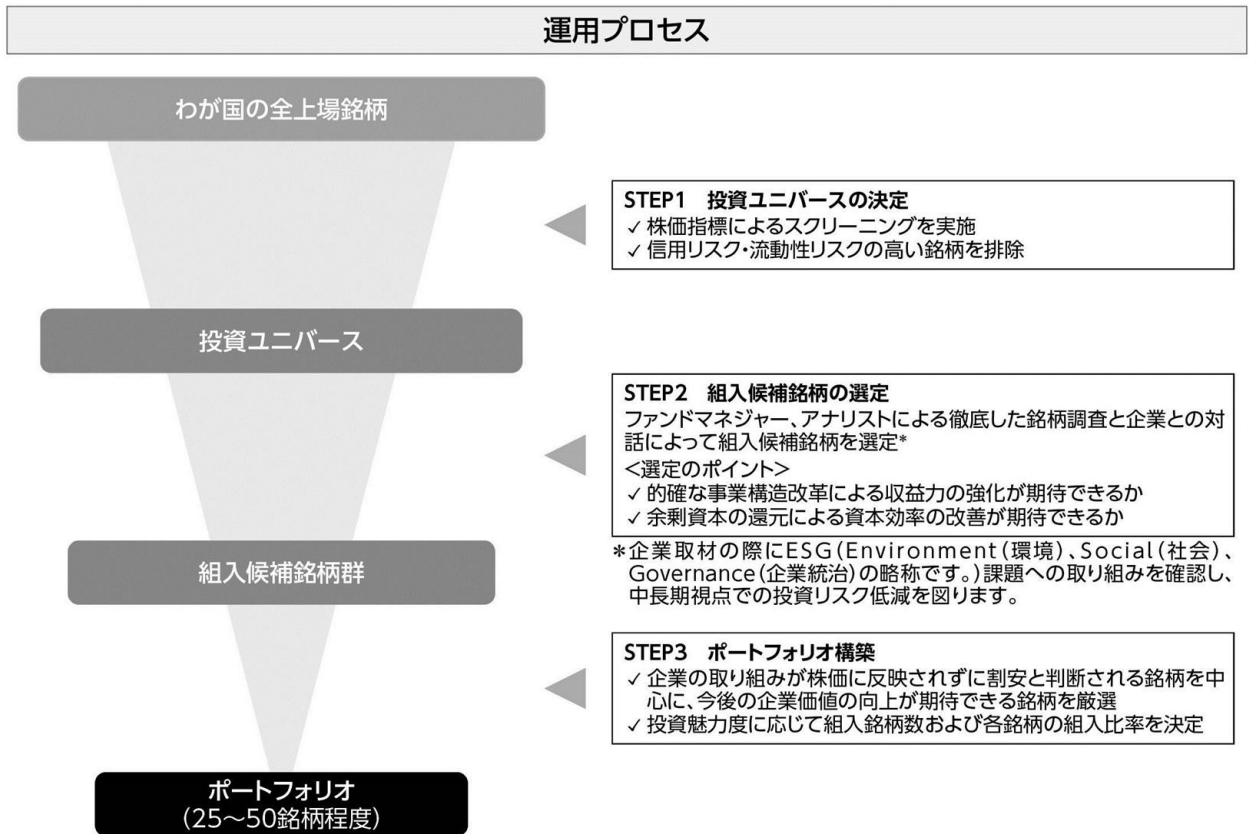 運用プロセス
わが国の全上場銘柄
STEP1 投資ユニバースの決定
✓ 株価指標によるスクリーニングを実施
✓ 信用リスク・流動性リスクの高い銘柄を排除
投資ユニバース
STEP2 組入候補銘柄の選定
ファンドマネジャー、アナリストによる徹底した銘柄調査と企業との対
話によって組入候補銘柄を選定*
<選定のポイント>
✓ 的確な事業構造改革による収益力の強化が期待できるか
✓ 余剰資本の還元による資本効率の改善が期待できるか
*企業取材の際にESG(Environment(環境)、Social(社会)、
Governance(企業統治)の略称です。)課題への取り組みを確認し、
中長期視点での投資リスク低減を図ります。
組入候補銘柄群
STEP3 ポートフォリオ構築
✓ 企業の取り組みが株価に反映されずに割安と判断される銘柄を中
心に、今後の企業価値の向上が期待できる銘柄を厳選
✓ 投資魅力度に応じて組入銘柄数および各銘柄の組入比率を決定
ポートフォリオ
(25~50銘柄程度)